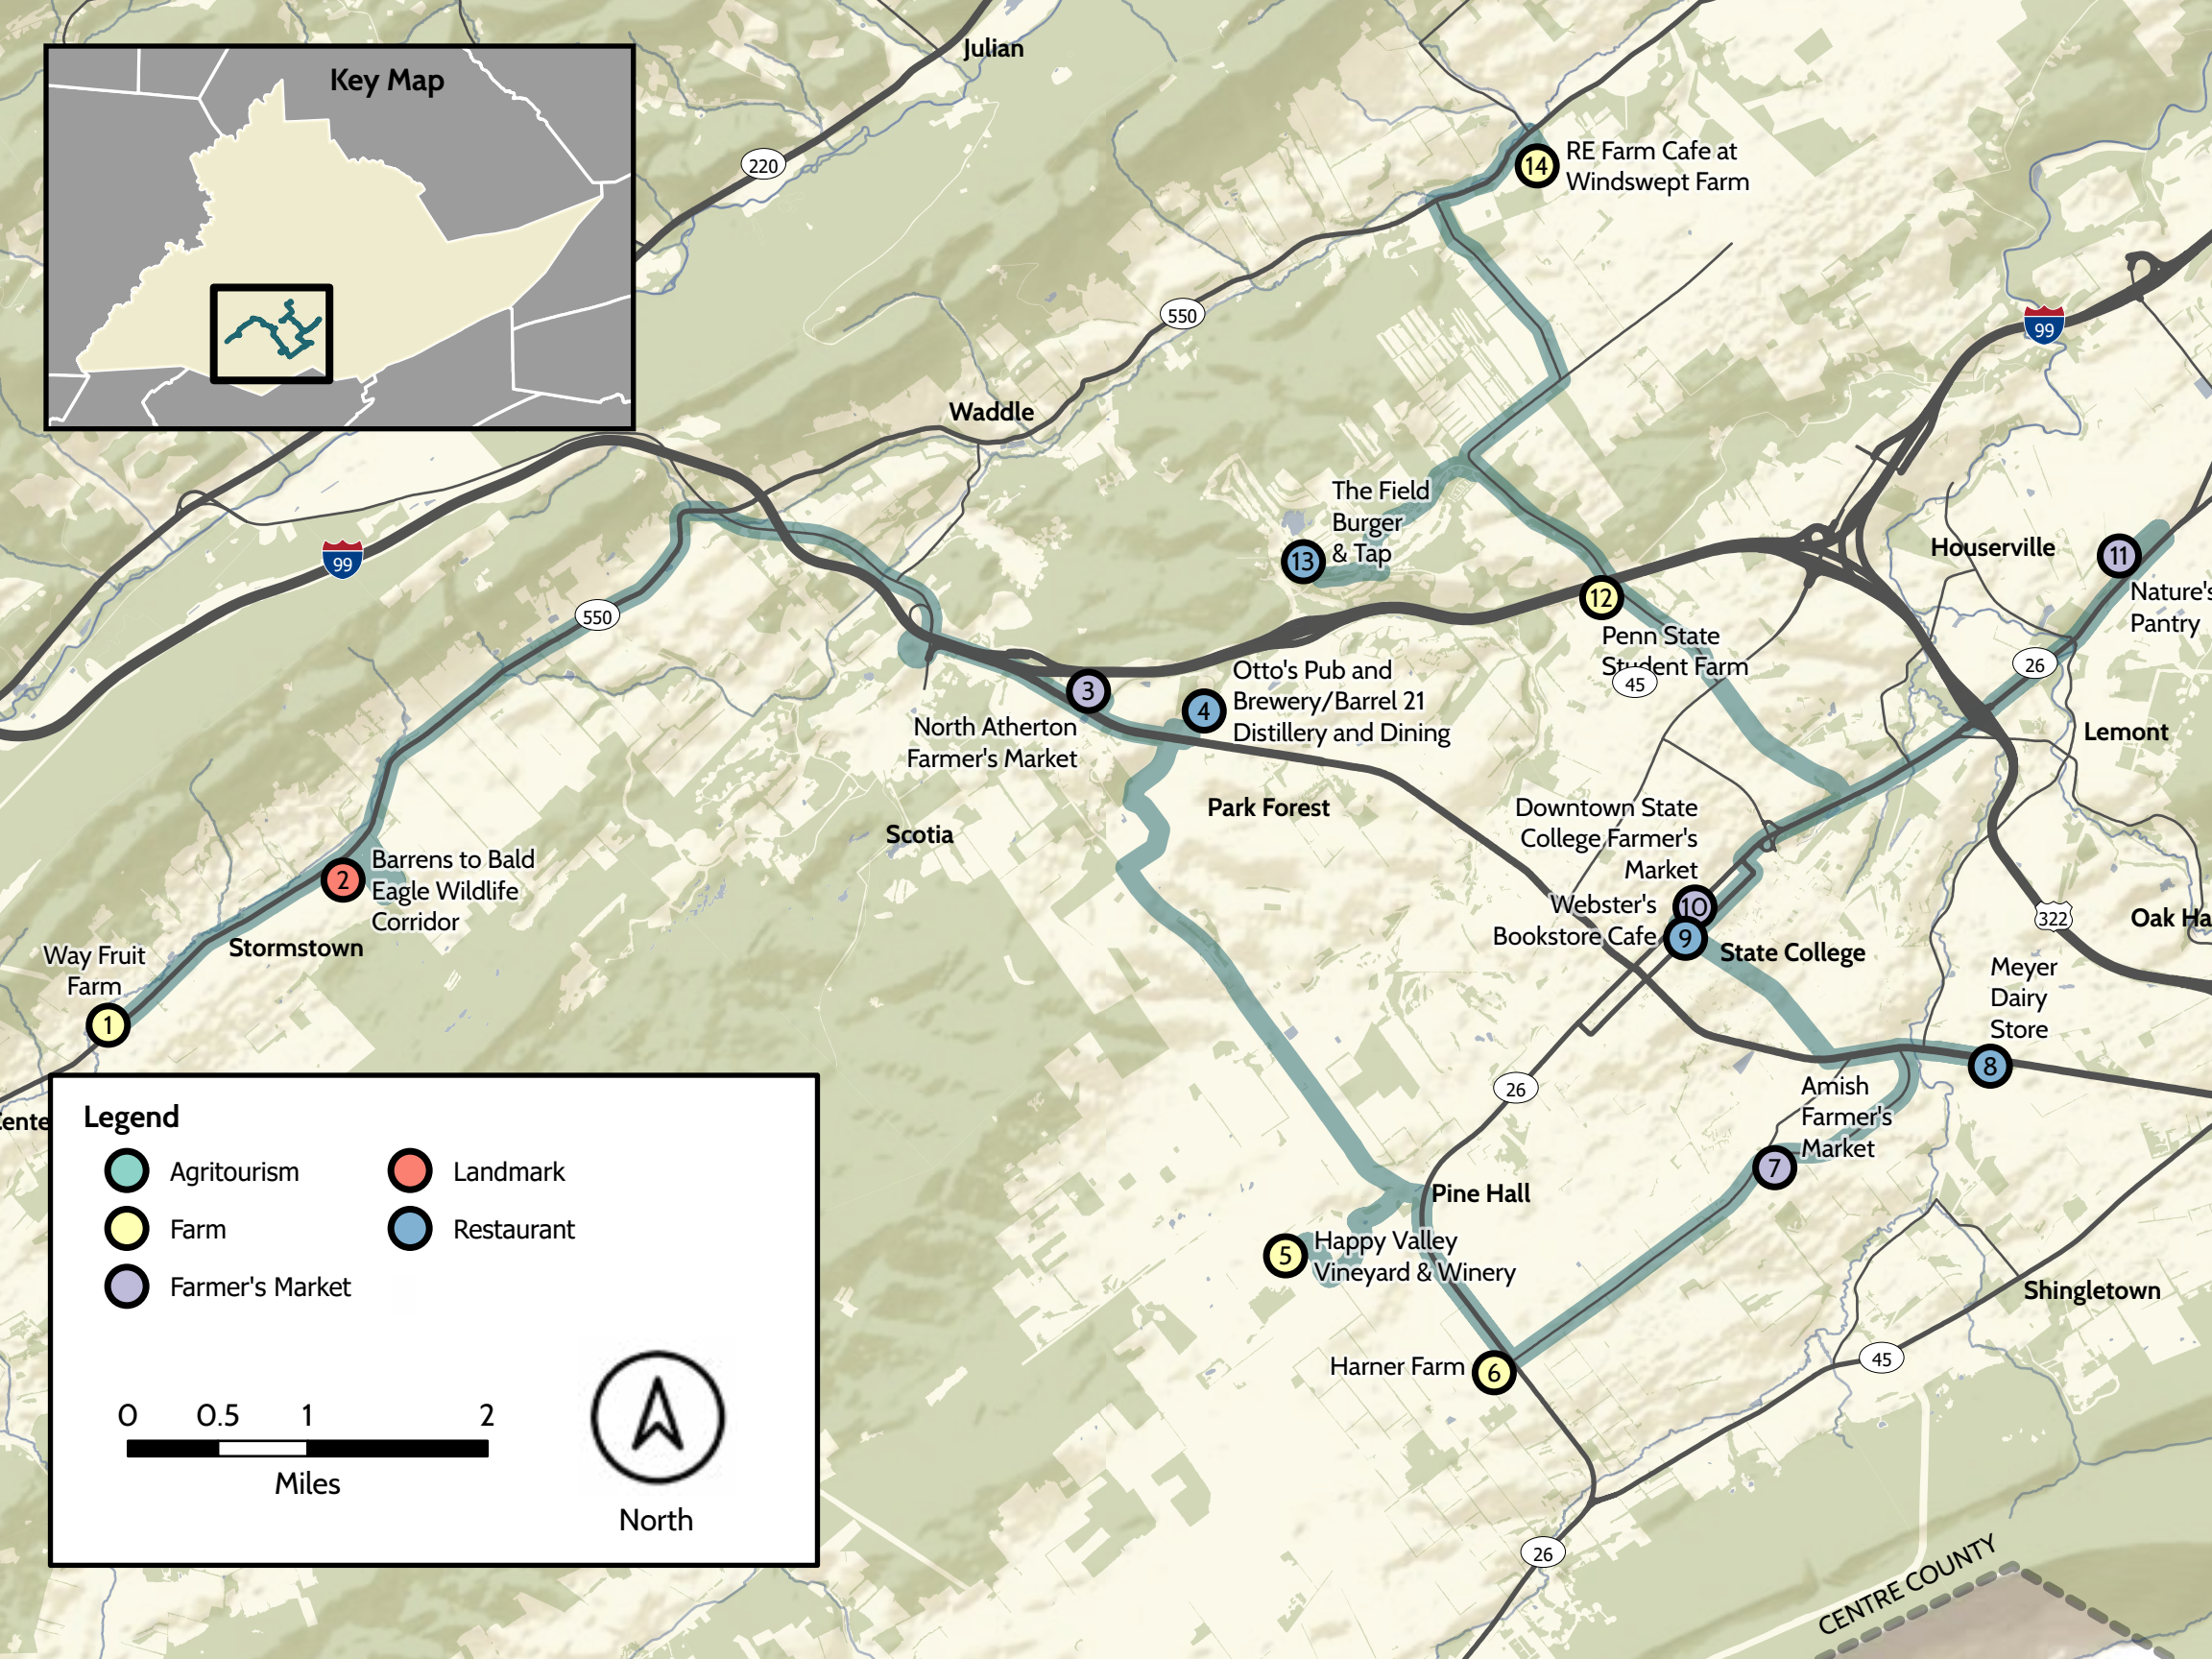 Key Map
Julian
220
14
RE Farm Cafe at
Windswept Farm
550
99
Waddle
The Field
Burger
& Tap
13
99
Houserville
11
Nature's
Pantry
550
12
Penn State
Student Farm
45
26
3
North Atherton
Farmer's Market
4
Otto's Pub and
Brewery/Barrel 21
Distillery and Dining
Lemont
Park Forest
Scotia
Downtown State
College Farmer's
Market
10
Webster's
Bookstore Cafe
9
State College
322
Oak Ha
2
Barrens to Bald
Eagle Wildlife
Corridor
Stormstown
Way Fruit
Farm
1
Meyer
Dairy
Store
8
26
Amish
Farmer's
Market
7
Pine Hall
5
Happy Valley
Vineyard & Winery
Harner Farm
6
Shingletown
45
26
CENTRE COUNTY
Legend
Agritourism
Landmark
Farm
Restaurant
Farmer's Market
0 0.5 1 2
Miles
North